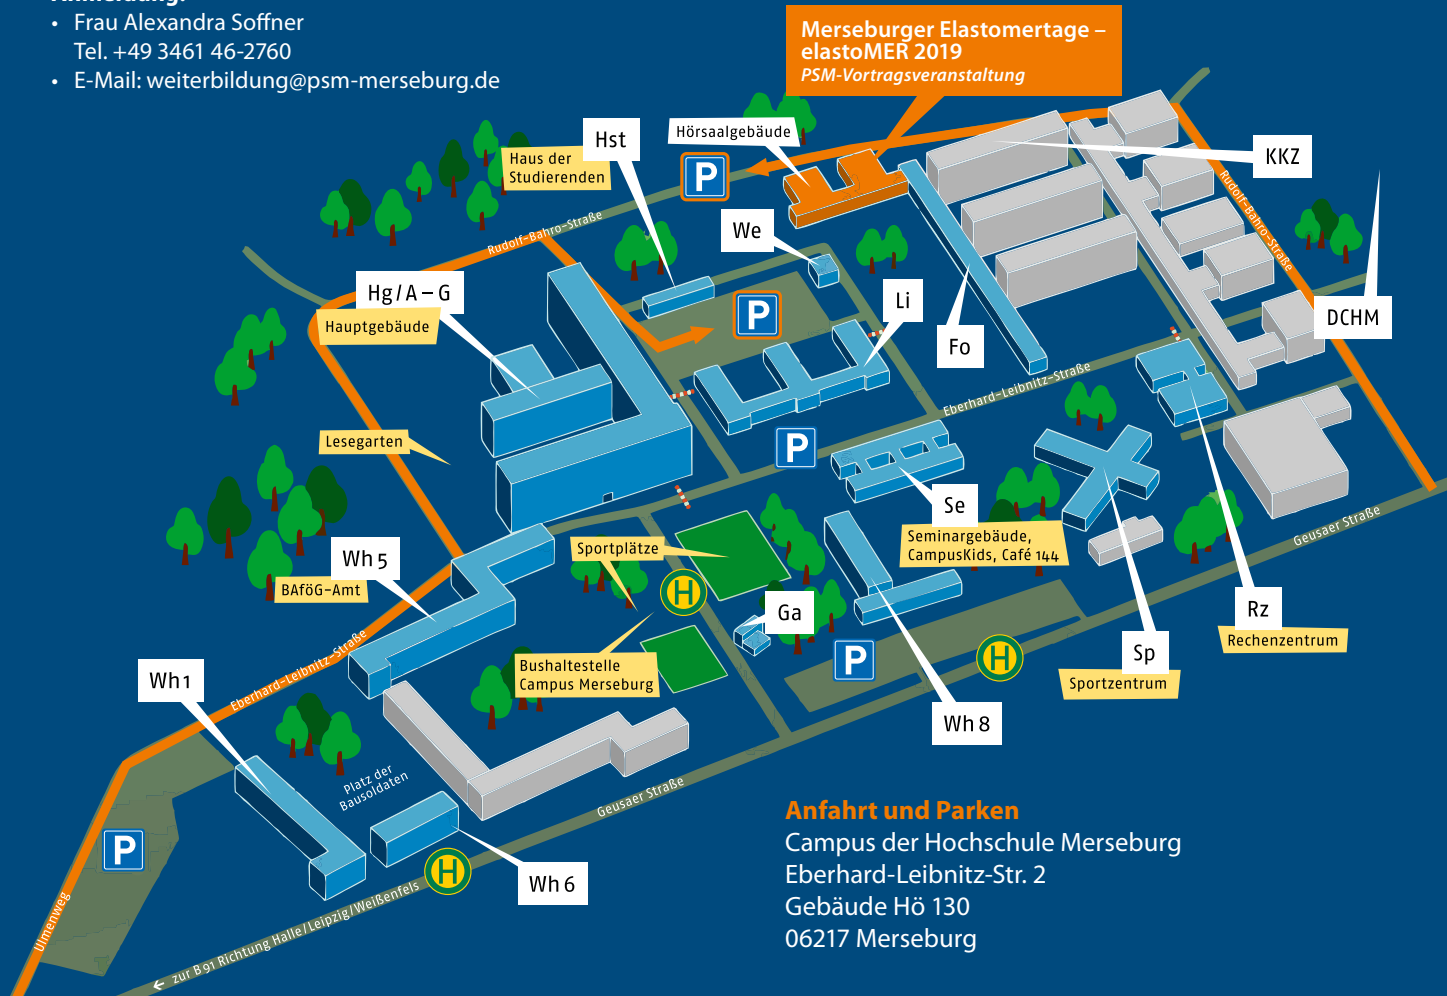 Anmeldung:
• Frau Alexandra Soffner
Tel. +49 3461 46-2760
• E-Mail: weiterbildung@psm-merseburg.de
Merseburger Elastomertage –
elastoMER 2019
PSM-Vortragsveranstaltung
Hörsaalgebäude
Hst
Haus der
Studierenden
P
KKZ
Rudolf-Bahro-Straße
Rudolf-Bahro-Straße
We
Hg/A – G
Hauptgebäude
P
Li
Fo
DCHM
Eberhard-Leibnitz-Straße
Lesegarten
P
Se
Seminargebäude,
CampusKids, Café 144
Geusaer Straße
Wh 5
BAföG-Amt
Sportplätze
H
Ga
Rz
Rechenzentrum
Sp
Sportzentrum
H
P
Bushaltestelle
Campus Merseburg
Eberhard-Leibnitz-Straße
Wh 1
Wh 8
Platz der
Bausoldaten
Geusaer Straße
P
H
Wh 6
Ulmenweg
← zur B 91 Richtung Halle/Leipzig/Weißenfels
Anfahrt und Parken
Campus der Hochschule Merseburg
Eberhard-Leibnitz-Str. 2
Gebäude Hö 130
06217 Merseburg